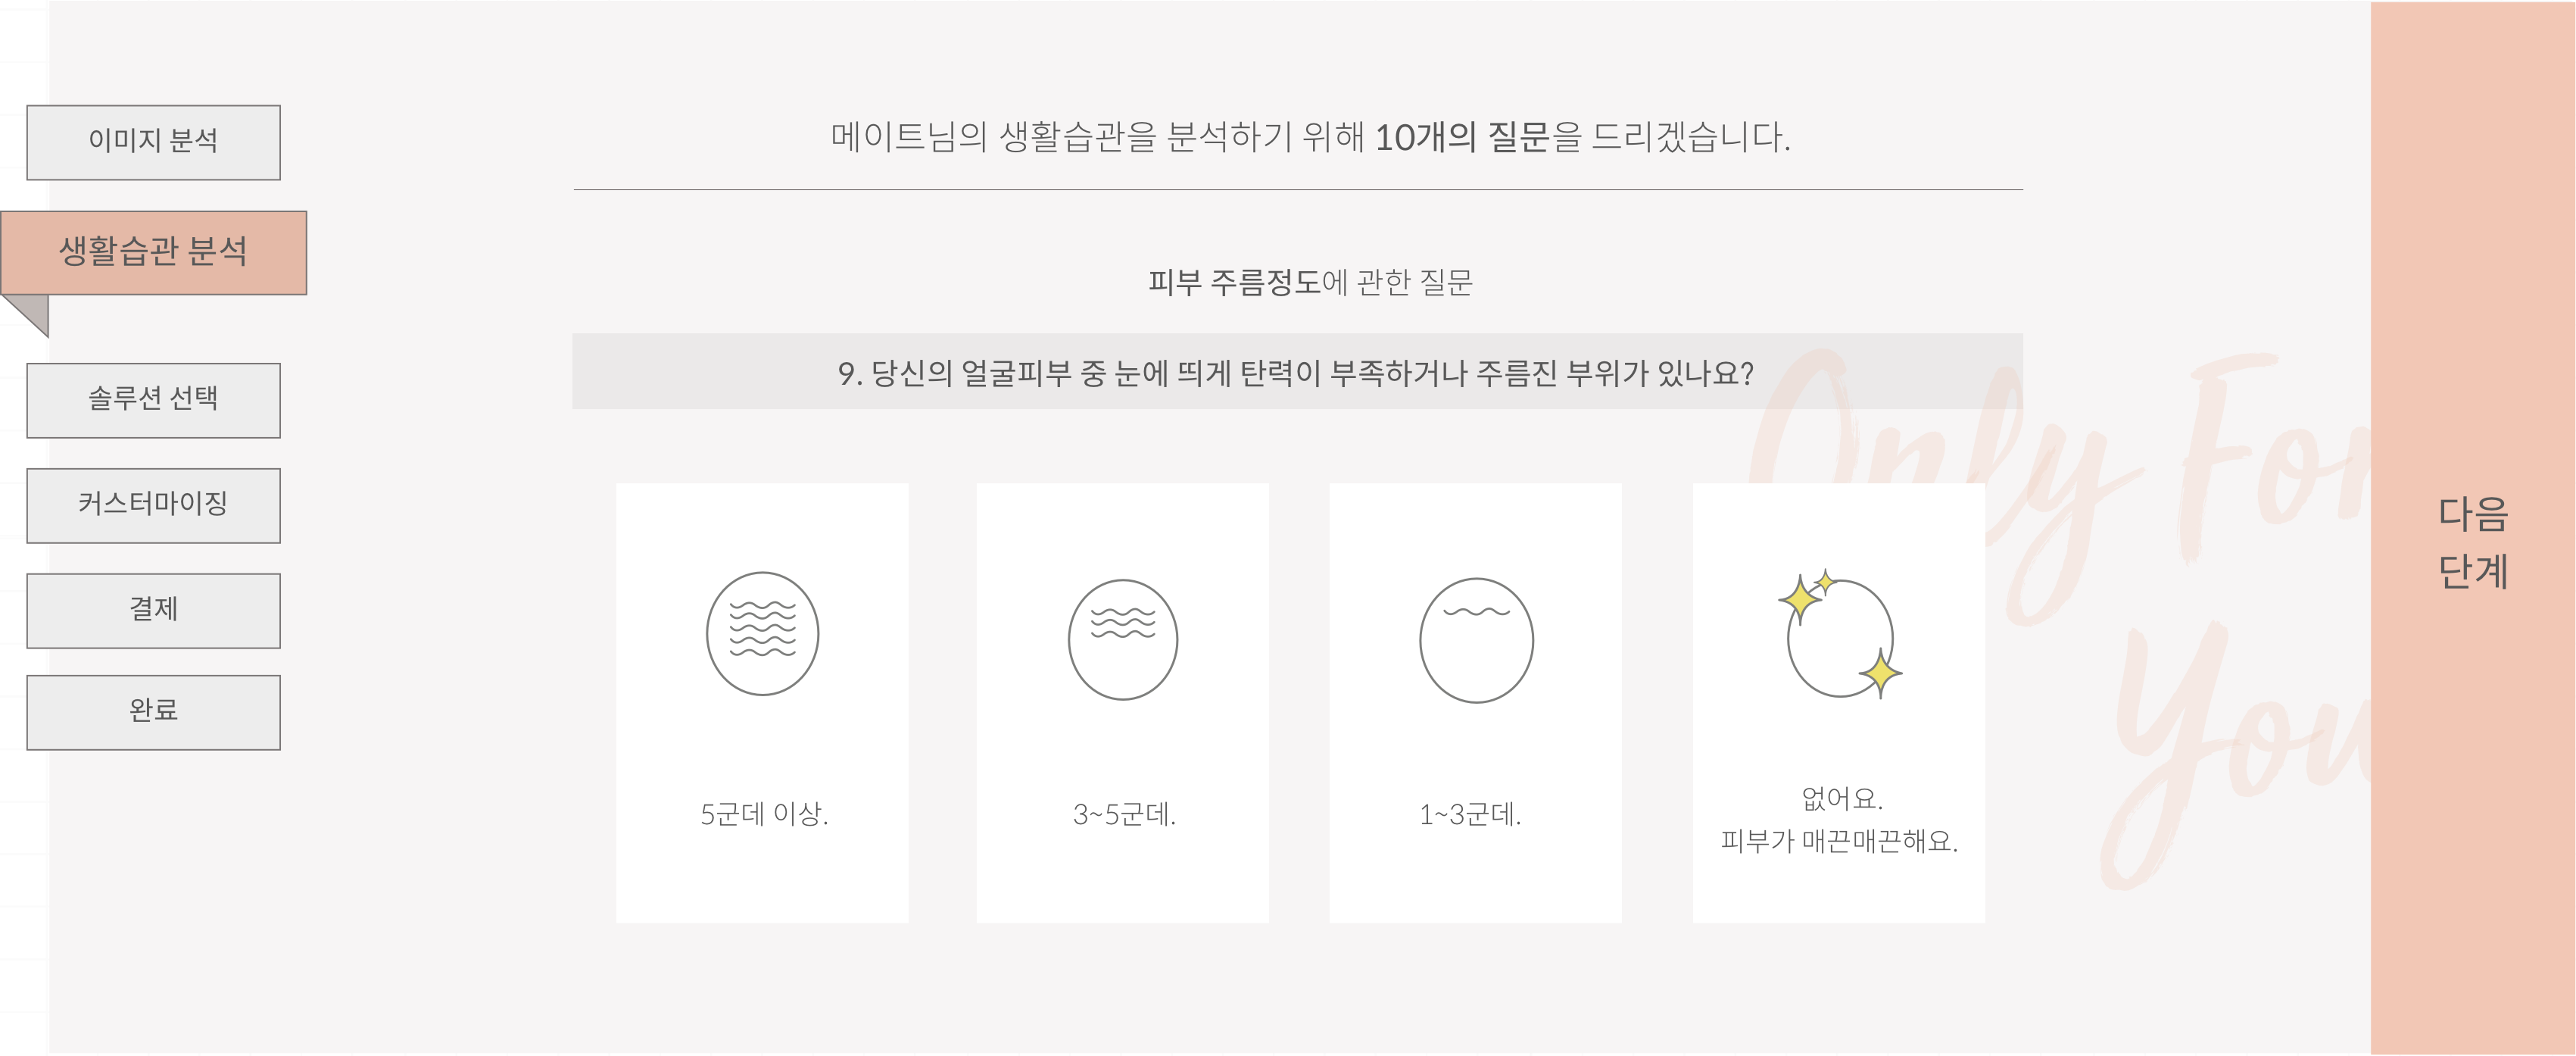 이미지 분석
생활습관 분석
솔루션 선택
커스터마이징
결제
완료
메이트님의 생활습관을 분석하기 위해 10개의 질문을 드리겠습니다.
피부 주름정도에 관한 질문
9. 당신의 얼굴피부 중 눈에 띄게 탄력이 부족하거나 주름진 부위가 있나요?
5군데 이상.
3~5군데.
1~3군데.
없어요.
피부가 매끈매끈해요.
Only For
You
다음
단계